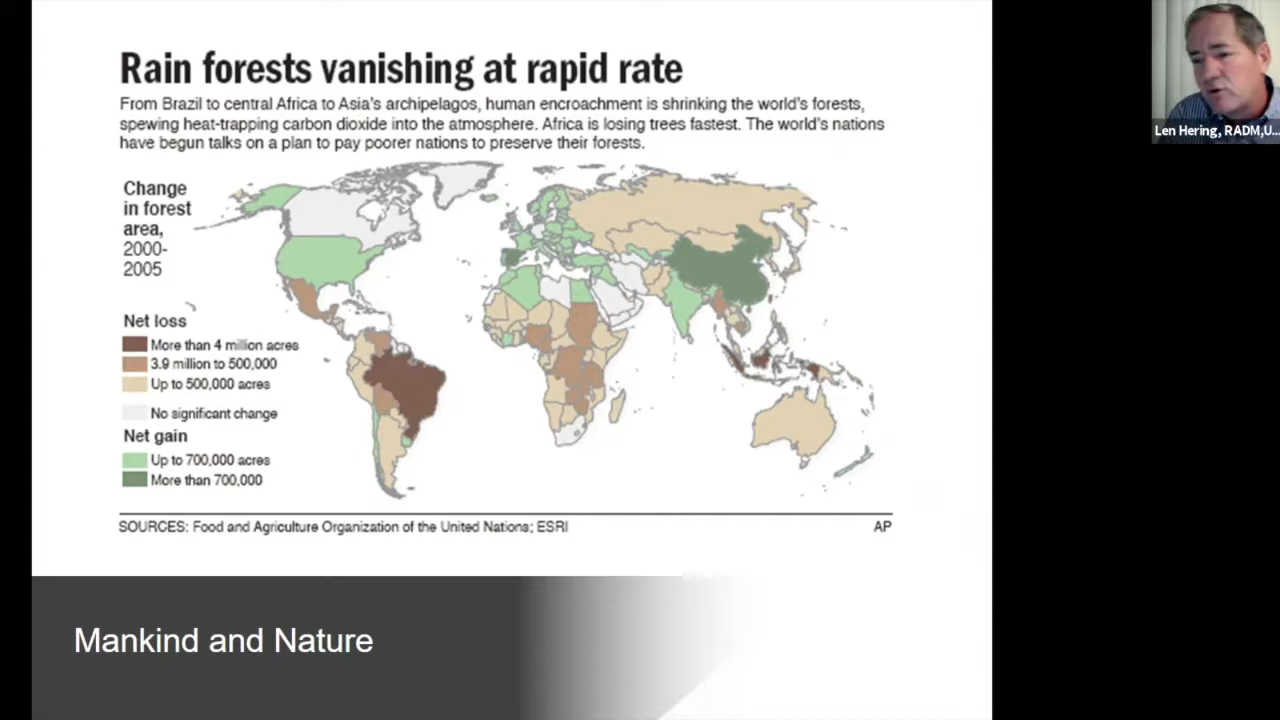 Rain forests vanishing at rapid rate
From Brazil to central Africa to Asia's archipelagos, human encroachment is shrinking the world's forests,
spewing heat-trapping carbon dioxide into the atmosphere. Africa is losing trees fastest. The world's nations
have begun talks on a plan to pay poorer nations to preserve their forests.
Change
in forest
area,
2000-
2005
Net loss
More than 4 million acres
3.9 million to 500,000
Up to 500,000 acres
No significant change
Net gain
Up to 700,000 acres
More than 700,000
SOURCES: Food and Agriculture Organization of the United Nations; ESRI
AP
Mankind and Nature
Len Hering, RADM,U...